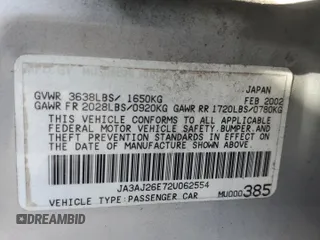 JAPAN
GVWR 3638LBS/ 1650KG FEB 2002
GAWR FR 2028LBS/0920KG GAWR RR 1720LBS/0780KG
THIS VEHICLE CONFORMS TO ALL APPLICABLE
FEDERAL MOTOR VEHICLE SAFETY,BUMPER,AND
THEFT PREVENTION STANDARDS IN EFFECT ON
THE DATE OF MANUFACTURE SHOWN ABOVE.
JA3AJ26E72U062554
VEHICLE TYPE:PASSENGER CAR MU000385
DREAMBID
DREAMBID.COM